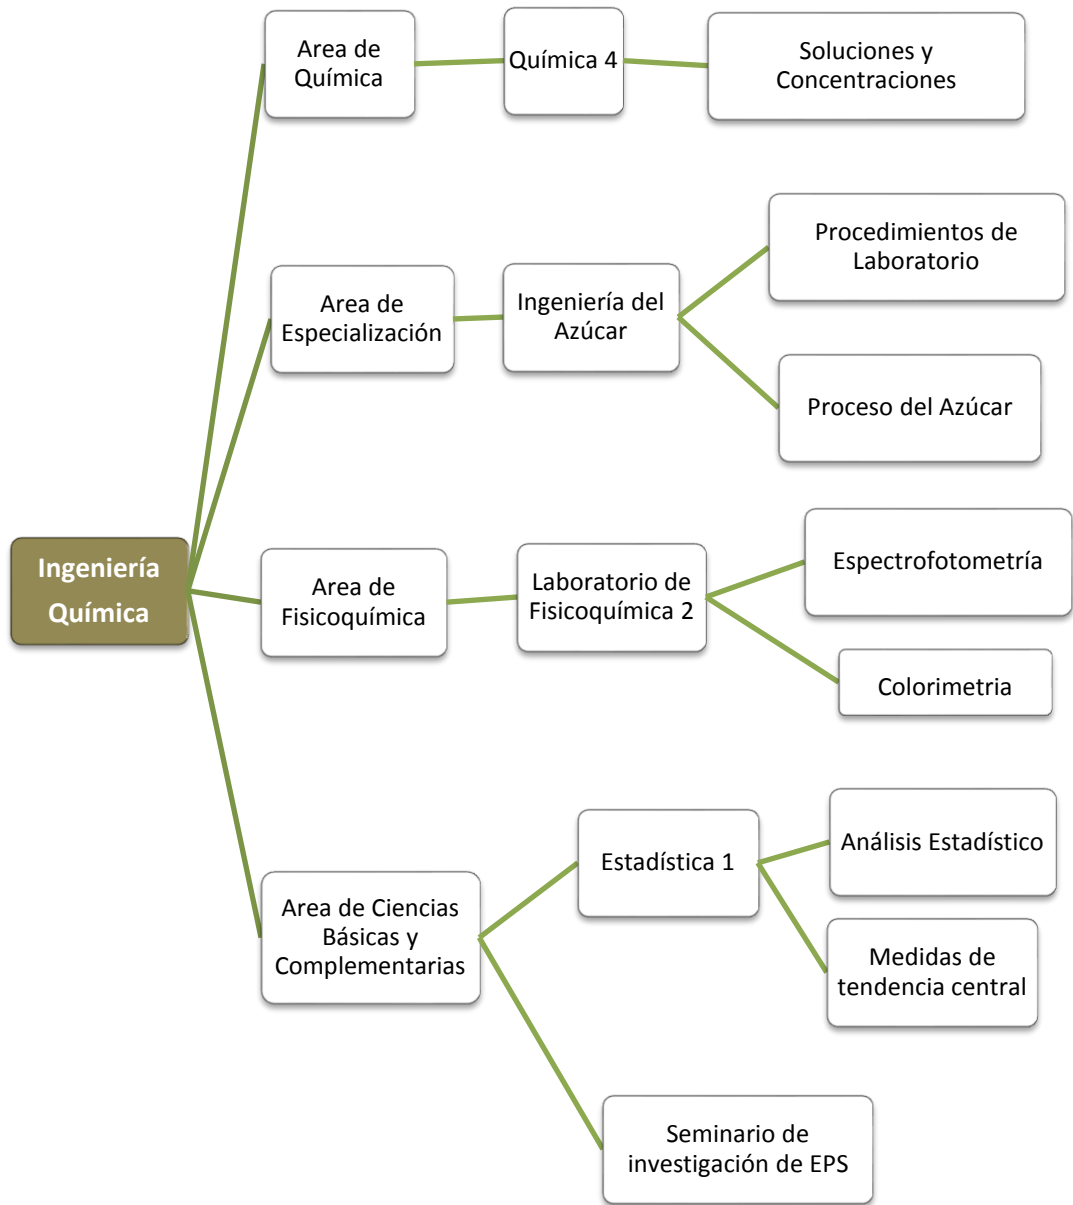 Area de
Química
Química 4
Soluciones y
Concentraciones
Procedimientos de
Laboratorio
Area de
Especialización
Ingeniería del
Azúcar
Proceso del Azúcar
Ingeniería
Química
Area de
Fisicoquímica
Laboratorio de
Fisicoquímica 2
Espectrofotometría
Colorimetria
Area de Ciencias
Básicas y
Complementarias
Estadística 1
Análisis Estadístico
Medidas de
tendencia central
Seminario de
investigación de EPS